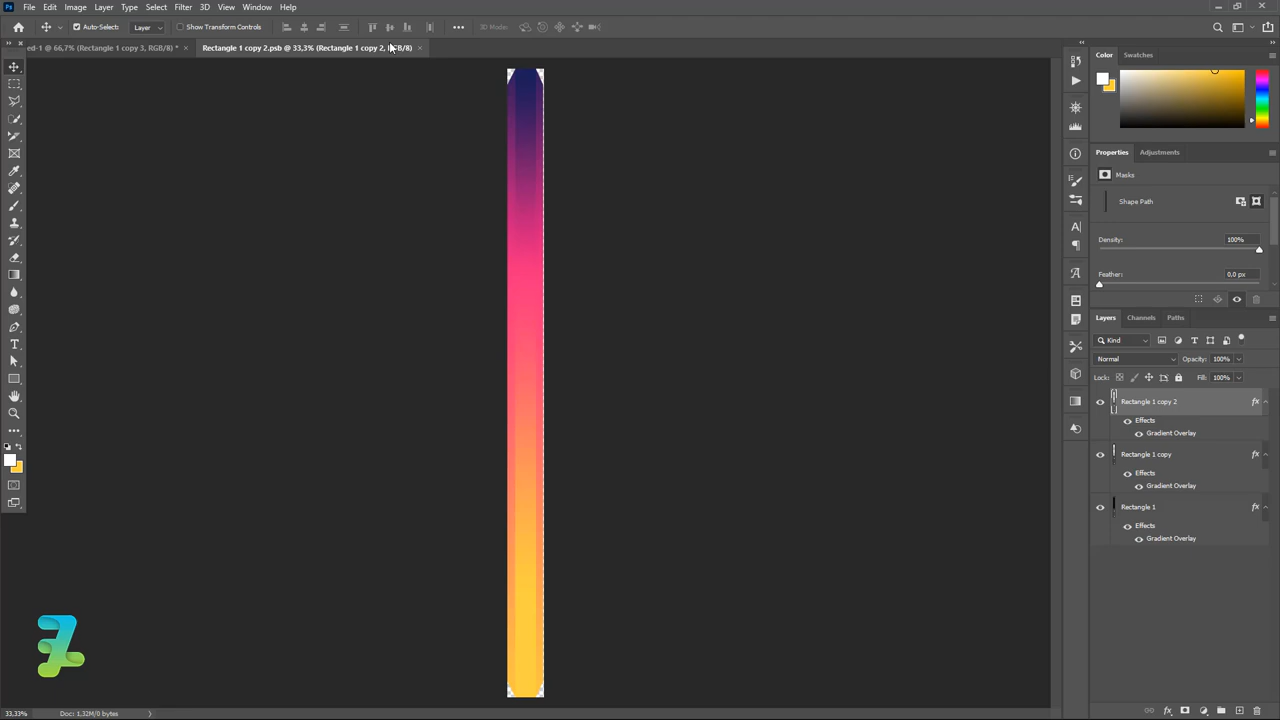 File Edit Image Layer Type Select Filter 3D View Window Help
Auto-Select: Layer Show Transform Controls 3D Mode:
ed-1 @ 66,7% (Rectangle 1 copy 3, RGB/8) * Rectangle 1 copy 2.psb @ 33,3% (Rectangle 1 copy 2, RGB/8)
Color Swatches
Properties Adjustments
Masks
Shape Path
Density: 100%
Feather: 0,0 px
Layers Channels Paths
Kind
Normal Opacity: 100%
Lock: Fill: 100%
Rectangle 1 copy 2 fx
Effects
Gradient Overlay
Rectangle 1 copy fx
Effects
Gradient Overlay
Rectangle 1 fx
Effects
Gradient Overlay
33,33% Doc: 1,32M/0 bytes